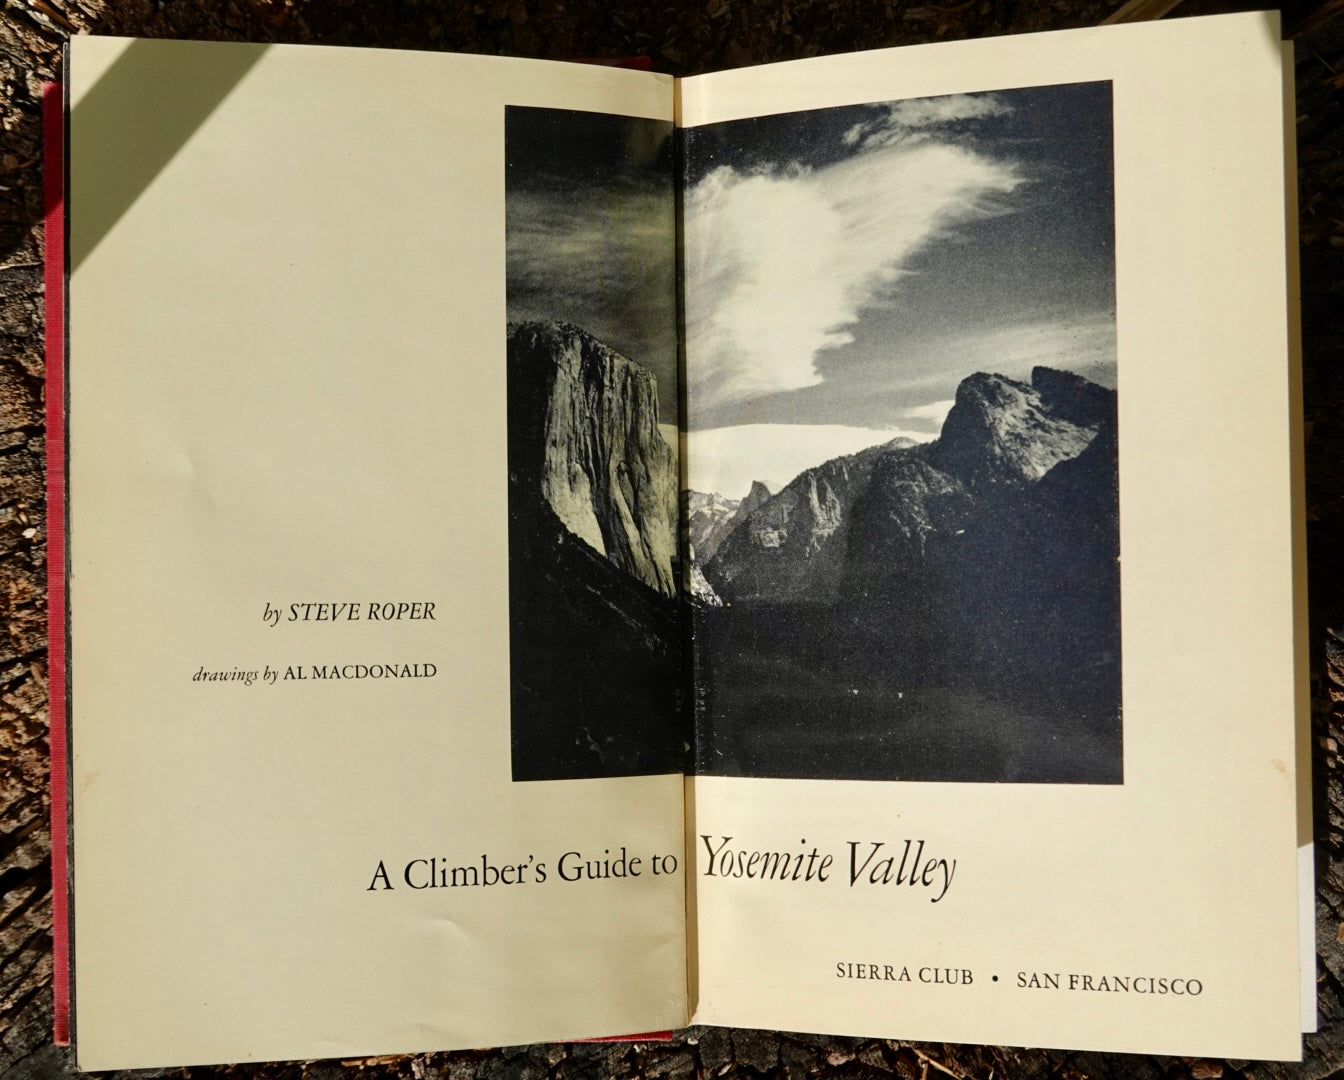 by STEVE ROPER
drawings by AL MACDONALD
A Climber's Guide to Yosemite Valley
SIERRA CLUB • SAN FRANCISCO